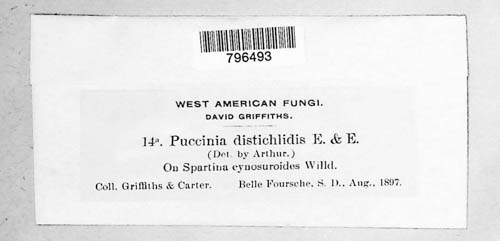 796493
WEST AMERICAN FUNGI.
DAVID GRIFFITHS.
14ª. Puccinia distichlidis E. & E.
(Det. by Arthur.)
On Spartina cynosuroides Willd.
Coll. Griffiths & Carter. Belle Foursche, S. D., Aug., 1897.